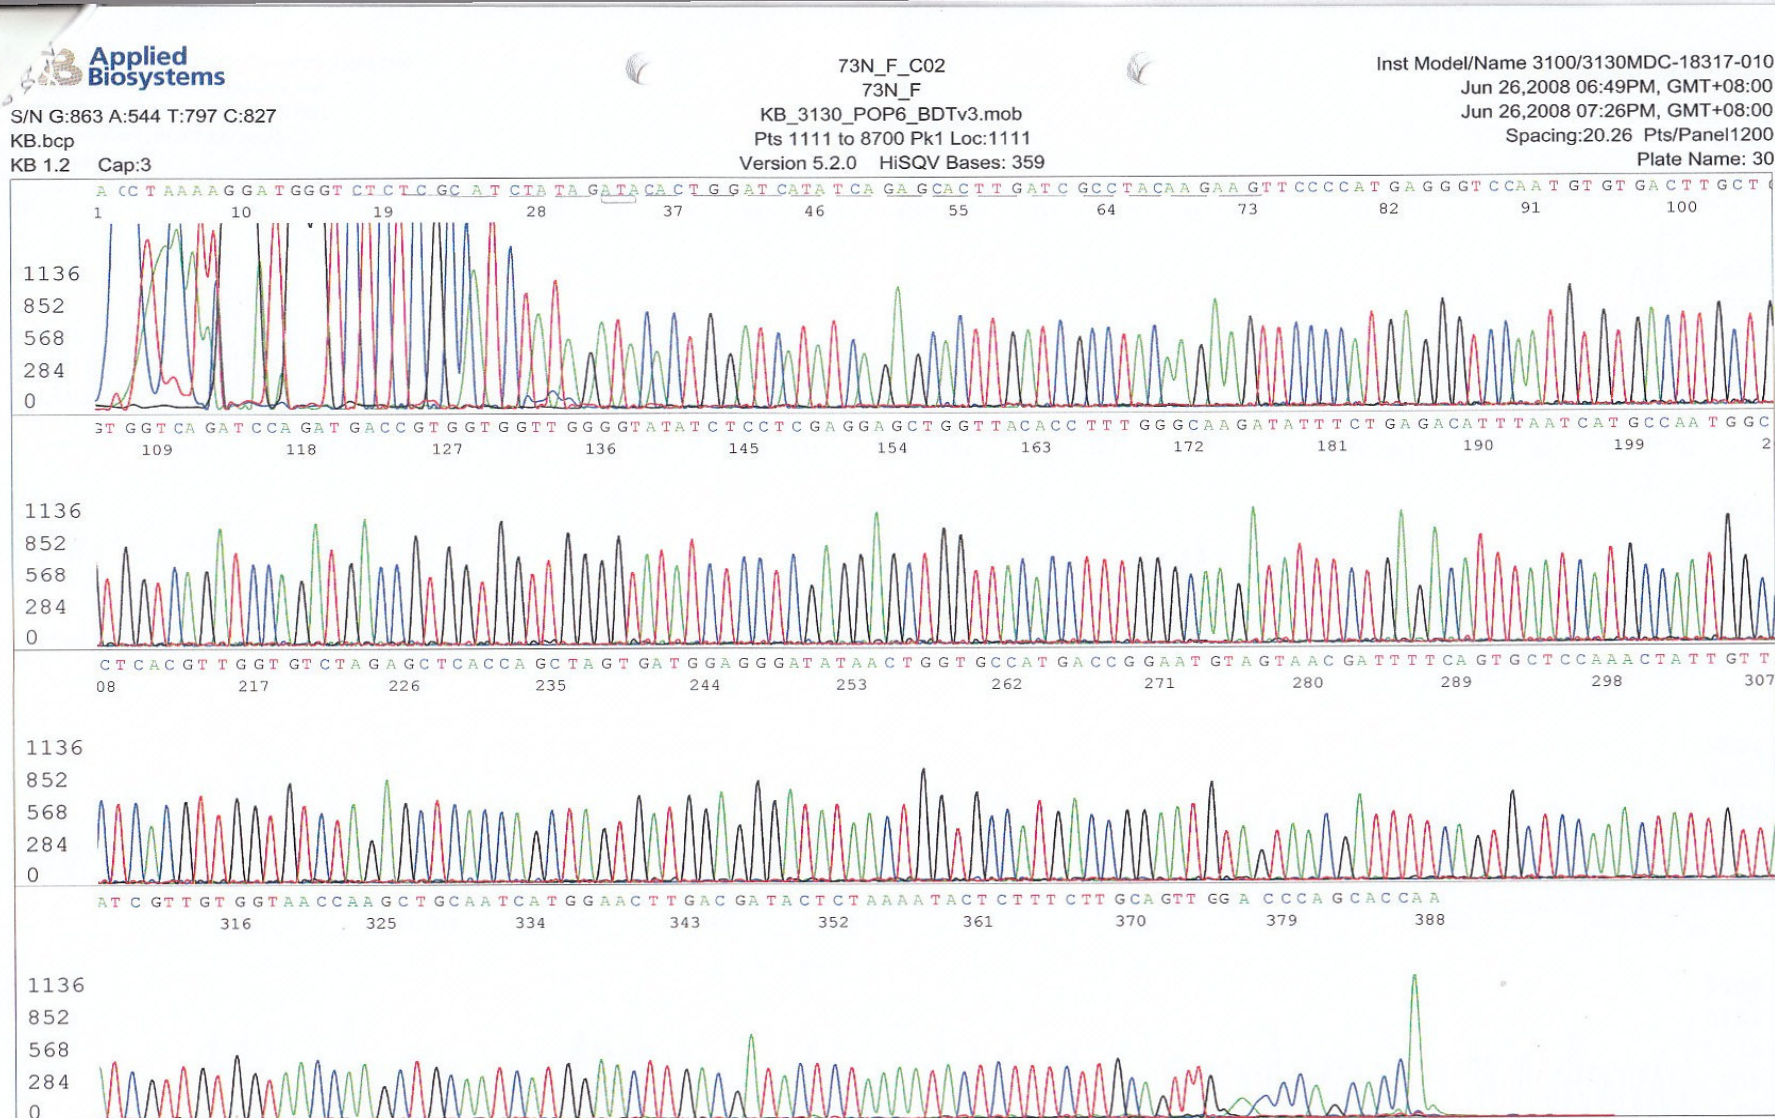 Applied
Biosystems
S/N G:863 A:544 T:797 C:827
KB.bcp
KB 1.2 Cap:3
73N_F_C02
73N_F
KB_3130_POP6_BDTv3.mob
Pts 1111 to 8700 Pk1 Loc:1111
Version 5.2.0 HiSQV Bases: 359
Inst Model/Name 3100/3130MDC-18317-010
Jun 26,2008 06:49PM, GMT+08:00
Jun 26,2008 07:26PM, GMT+08:00
Spacing:20.26 Pts/Panel1200
Plate Name: 30
A CCTAAAAGGATGGGTCTCTCGCATCTATAGATACACTGGATCATATCAGAGCACTTGATCGCCTACAAGAAGTTCCCCATGAGGGTCCAATGTGTGACTTGCT
1 10 19 28 37 46 55 64 73 82 91 100
1136
852
568
284
0
GTGGTCAGATCCAGATGACCGTGGTGGTTGGGGTATATCTCCTCGAGGAGCTGGTTACACCTTTGGGCAAGATATTTCTGAGACATTTAATCATGCCAATGGC
109 118 127 136 145 154 163 172 181 190 199 2
1136
852
568
284
0
CTCACGTTGGTGTCTAGAGCTCACCAGCTAGTGATGGAGGGATATAACTGGTGCCATGACCGGAATGTAGTAACGATTTTCAGTGCTCCAAACTATTGTT
08 217 226 235 244 253 262 271 280 289 298 307
1136
852
568
284
0
ATCGTTGTGGTAACCAAGCTGCAATCATGGAACTTGACGATACTCTAAAATACTCTTTCTTGCAGTTGGACCCAGCACCAA
316 325 334 343 352 361 370 379 388
1136
852
568
284
0